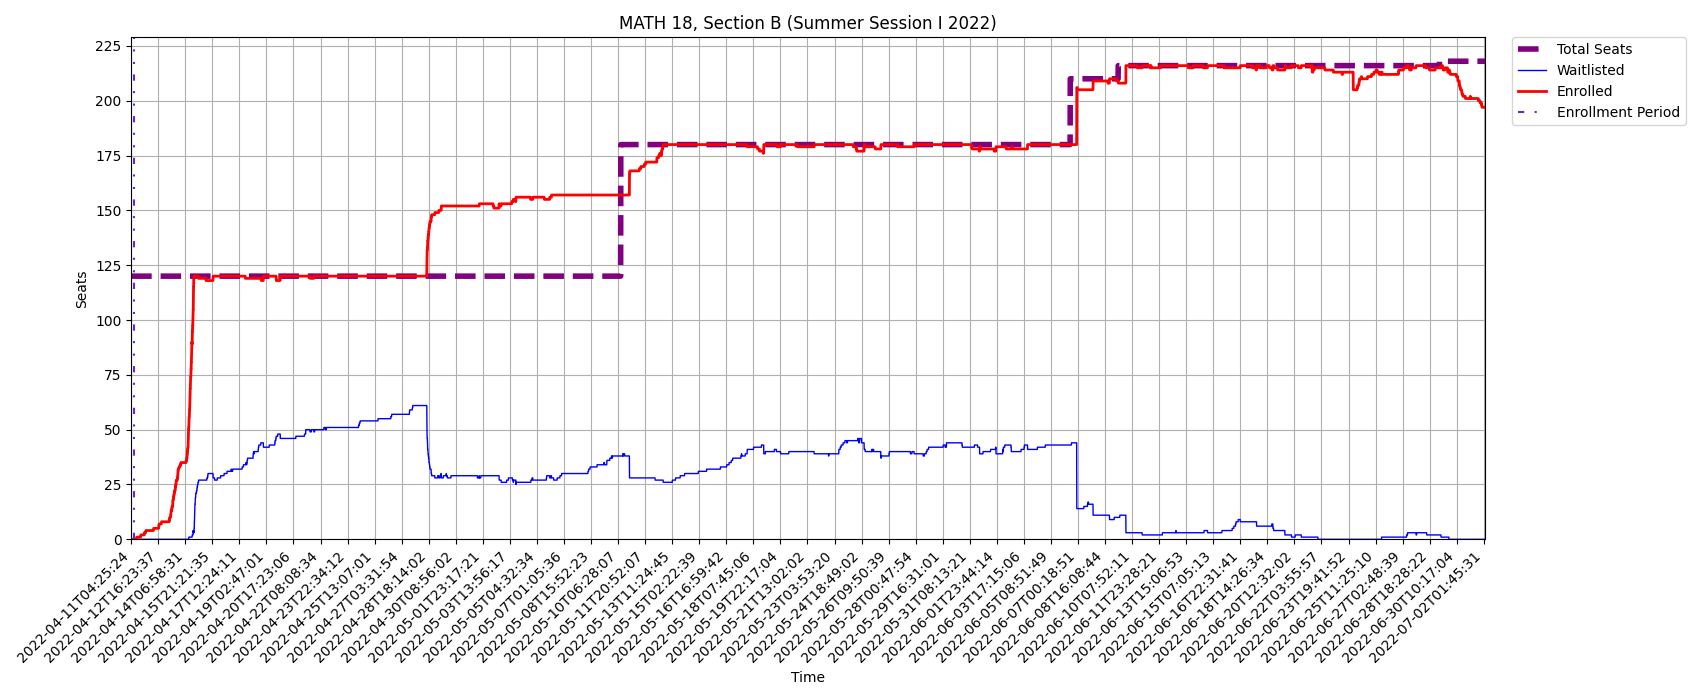 MATH 18, Section B (Summer Session I 2022)
Total Seats
Waitlisted
Enrolled
Enrollment Period
Seats
225
200
175
150
125
100
75
50
25
0
2022-04-11T04:25:24
2022-04-12T16:23:37
2022-04-14T06:58:31
2022-04-15T21:21:35
2022-04-17T12:24:11
2022-04-19T02:47:01
2022-04-20T17:23:06
2022-04-22T08:08:34
2022-04-23T22:34:12
2022-04-25T13:07:01
2022-04-27T03:31:54
2022-04-28T18:14:02
2022-04-30T08:56:02
2022-05-01T23:17:21
2022-05-03T13:56:17
2022-05-05T04:32:34
2022-05-07T01:05:36
2022-05-08T15:52:23
2022-05-10T06:28:07
2022-05-11T20:52:07
2022-05-13T11:24:45
2022-05-15T02:22:39
2022-05-16T16:59:42
2022-05-18T07:45:06
2022-05-19T22:17:04
2022-05-21T13:02:02
2022-05-23T03:53:20
2022-05-24T18:49:02
2022-05-26T09:50:39
2022-05-28T00:47:54
2022-05-29T16:31:01
2022-05-31T08:13:21
2022-06-01T23:44:14
2022-06-03T17:15:06
2022-06-05T08:51:49
2022-06-07T00:18:51
2022-06-08T16:08:44
2022-06-10T07:52:11
2022-06-11T23:28:21
2022-06-13T15:06:53
2022-06-15T07:05:13
2022-06-16T22:31:41
2022-06-18T14:26:34
2022-06-20T12:32:02
2022-06-22T03:55:57
2022-06-23T19:41:52
2022-06-25T11:25:10
2022-06-27T02:48:39
2022-06-28T18:28:22
2022-06-30T10:17:04
2022-07-02T01:45:31
Time